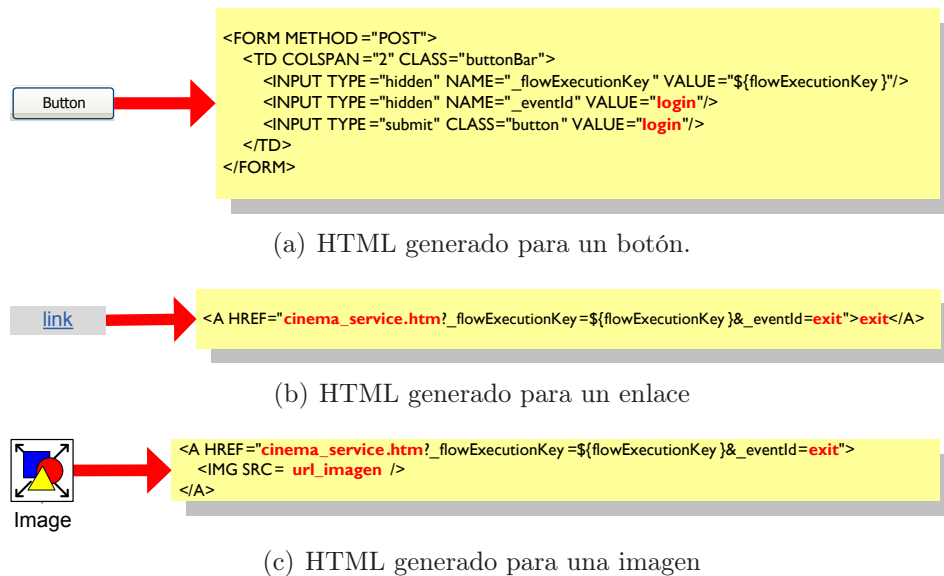 <FORM METHOD ="POST">
<TD COLSPAN ="2" CLASS="buttonBar">
<INPUT TYPE ="hidden" NAME="_flowExecutionKey " VALUE="${flowExecutionKey }"/>
<INPUT TYPE ="hidden" NAME="_eventId" VALUE="login"/>
<INPUT TYPE ="submit" CLASS="button" VALUE="login"/>
</TD>
</FORM>
Button
(a) HTML generado para un botón.
link
<A HREF="cinema_service.htm?_flowExecutionKey=${flowExecutionKey }&_eventId=exit">exit</A>
(b) HTML generado para un enlace
<A HREF="cinema_service.htm?_flowExecutionKey =${flowExecutionKey }&_eventId=exit">
<IMG SRC= url_imagen />
</A>
Image
(c) HTML generado para una imagen